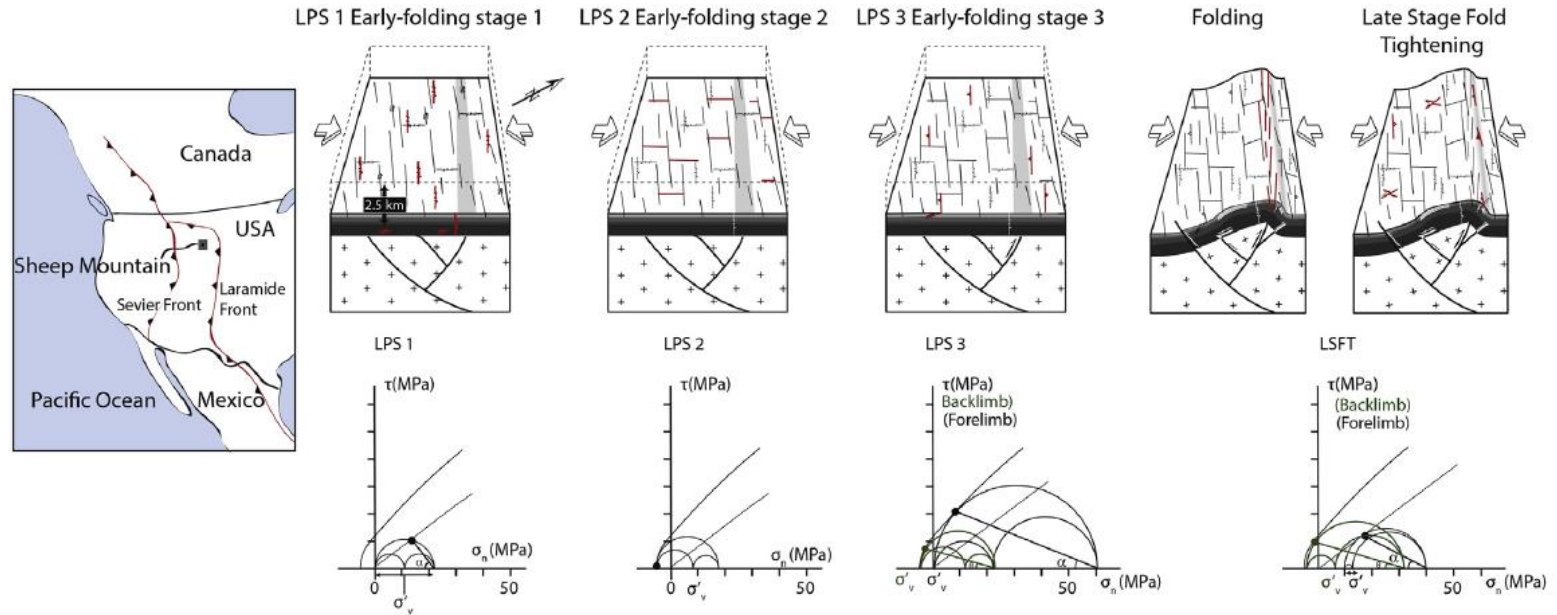 LPS 1 Early-folding stage 1
LPS 2 Early-folding stage 2
LPS 3 Early-folding stage 3
Folding
Late Stage Fold
Tightening
Canada
USA
Sheep Mountain
Sevier Front
Laramide
Front
Pacific Ocean
Mexico
2.5 km
LPS 1
τ(MPa)
σn(MPa)
α
0
50
σ'v
LPS 2
τ(MPa)
σn(MPa)
0
50
σ'v
LPS 3
τ(MPa)
Backlimb)
(Forelimb)
α
σ'v
σ'v
50
σn(MPa)
LSFT
τ(MPa)
(Backlimb)
(Forelimb)
α
σ'v
σ'v
50
σn(MPa)